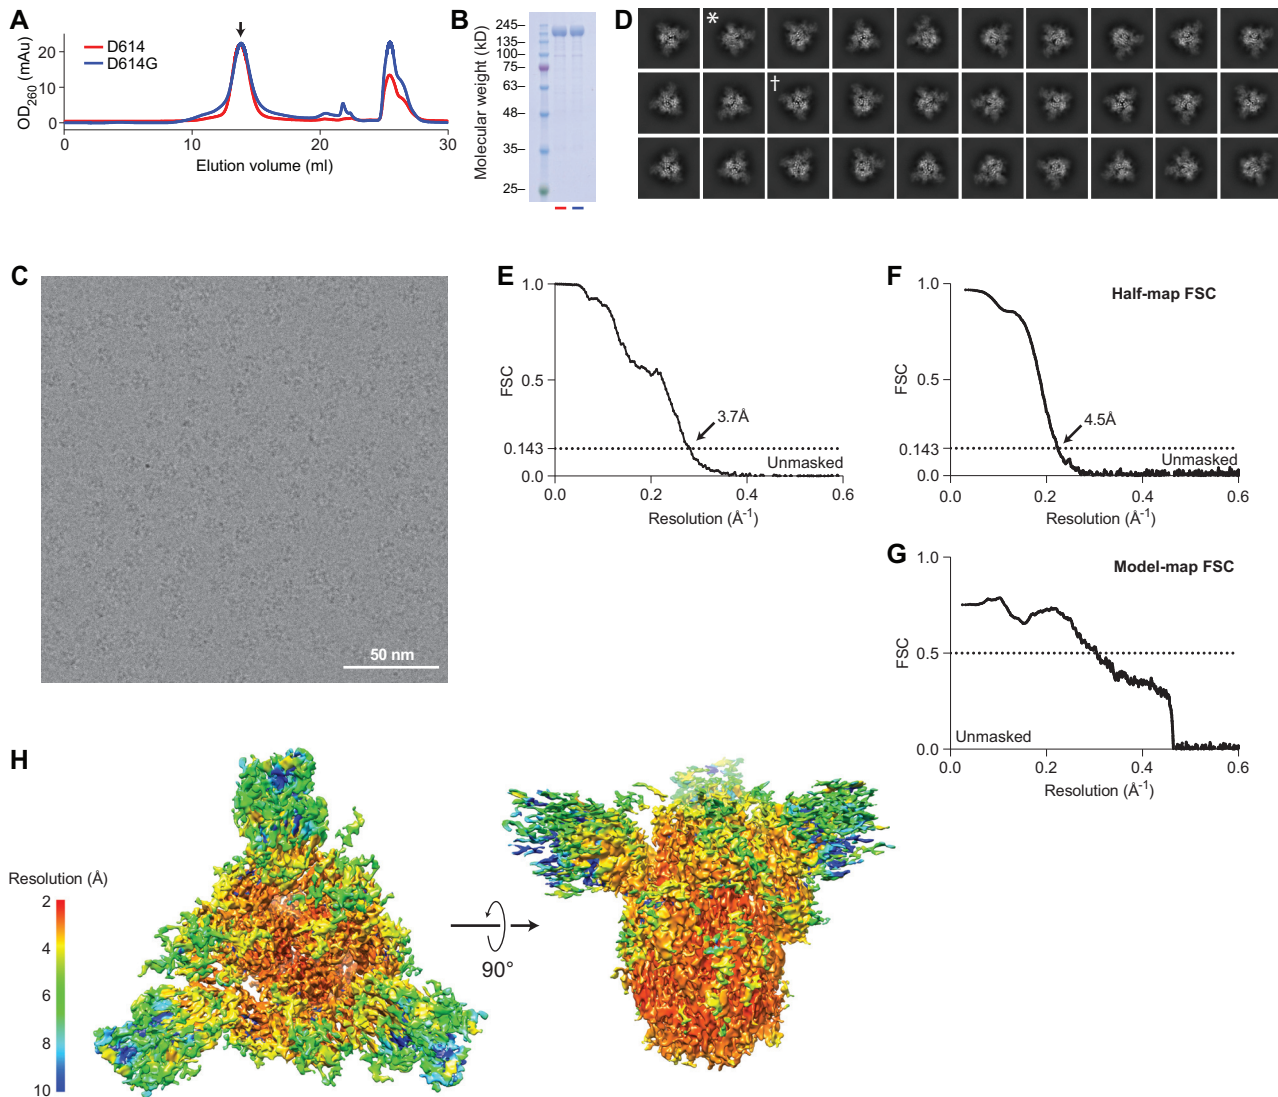 A
OD260 (mAu)
20
10
0
D614
D614G
0
10
20
30
Elution volume (ml)
B
Molecular weight (kD)
245
135
100
75
63
48
35
25
D
*
†
C
50 nm
E
FSC
1.0
0.5
0.143
0.0
3.7Å
Unmasked
0.0
0.2
0.4
0.6
Resolution (Å-1)
F
Half-map FSC
FSC
1.0
0.5
0.143
0.0
4.5Å
Unmasked
0.0
0.2
0.4
0.6
Resolution (Å-1)
G
Model-map FSC
FSC
1.0
0.5
0.0
Unmasked
0.0
0.2
0.4
0.6
Resolution (Å-1)
H
Resolution (Å)
2
4
6
8
10
90°